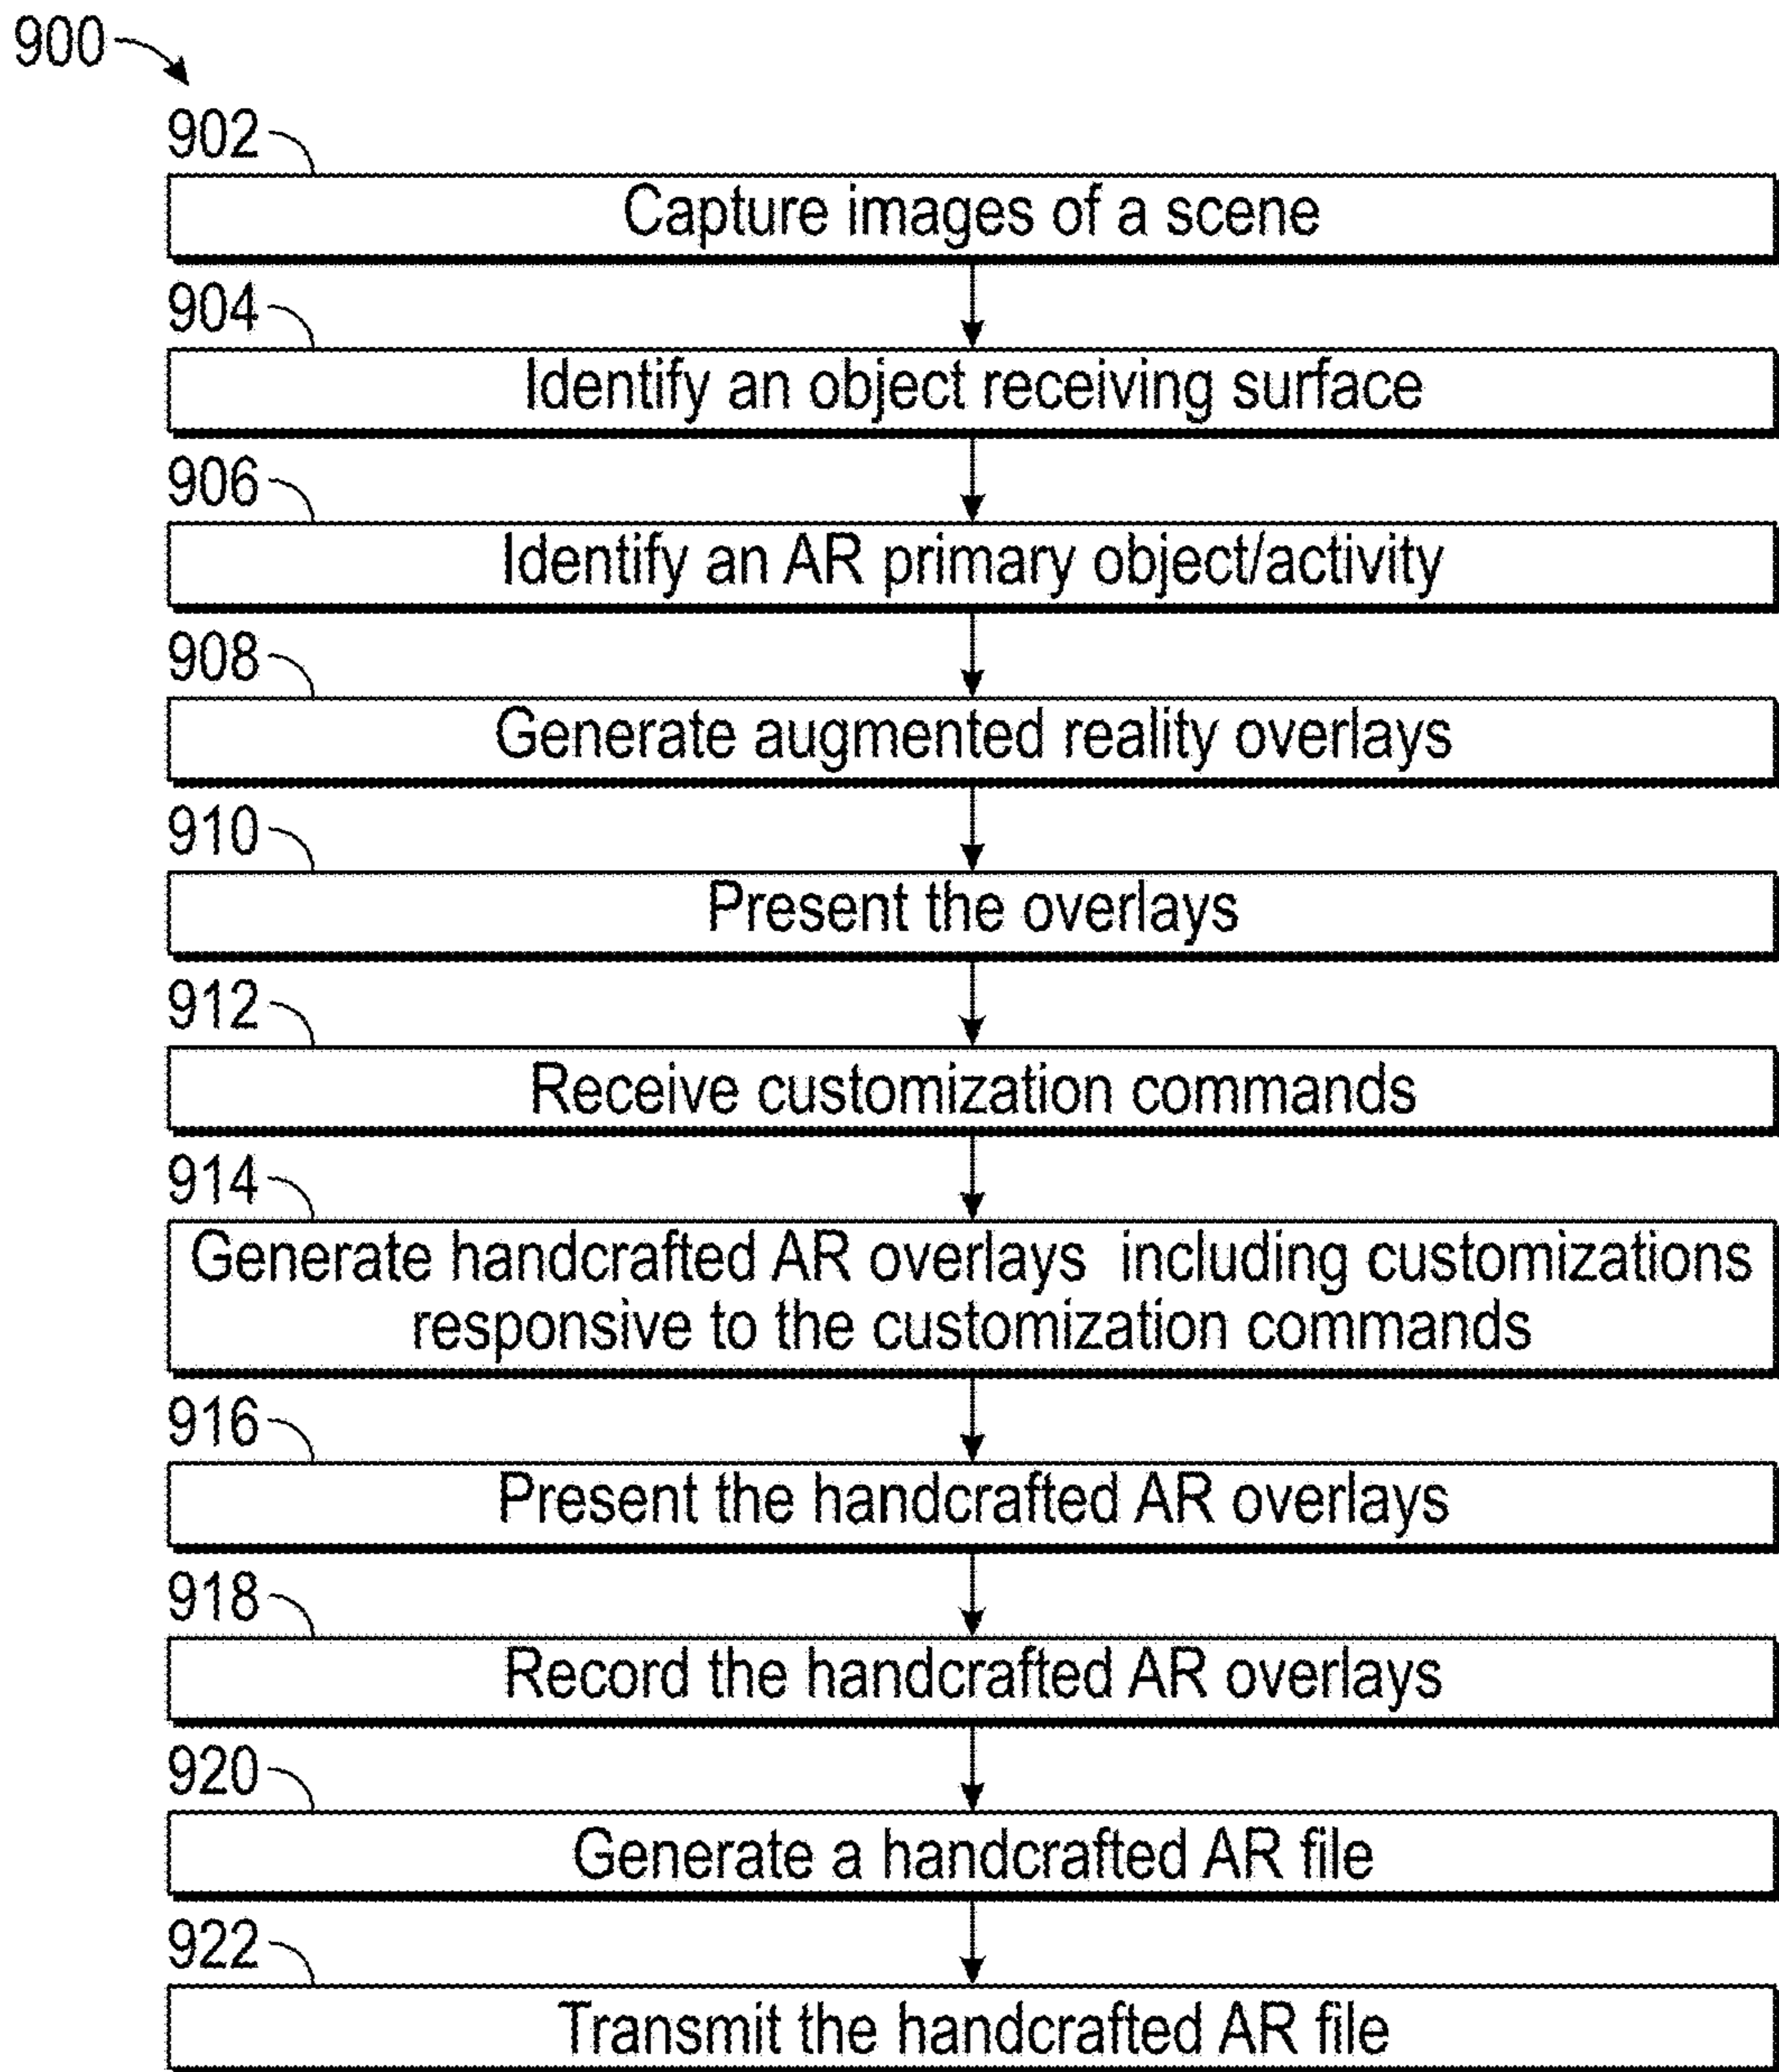 900
902
Capture images of a scene
904
Identify an object receiving surface
906
Identify an AR primary object/activity
908
Generate augmented reality overlays
910
Present the overlays
912
Receive customization commands
914
Generate handcrafted AR overlays including customizations
responsive to the customization commands
916
Present the handcrafted AR overlays
918
Record the handcrafted AR overlays
920
Generate a handcrafted AR file
922
Transmit the handcrafted AR file